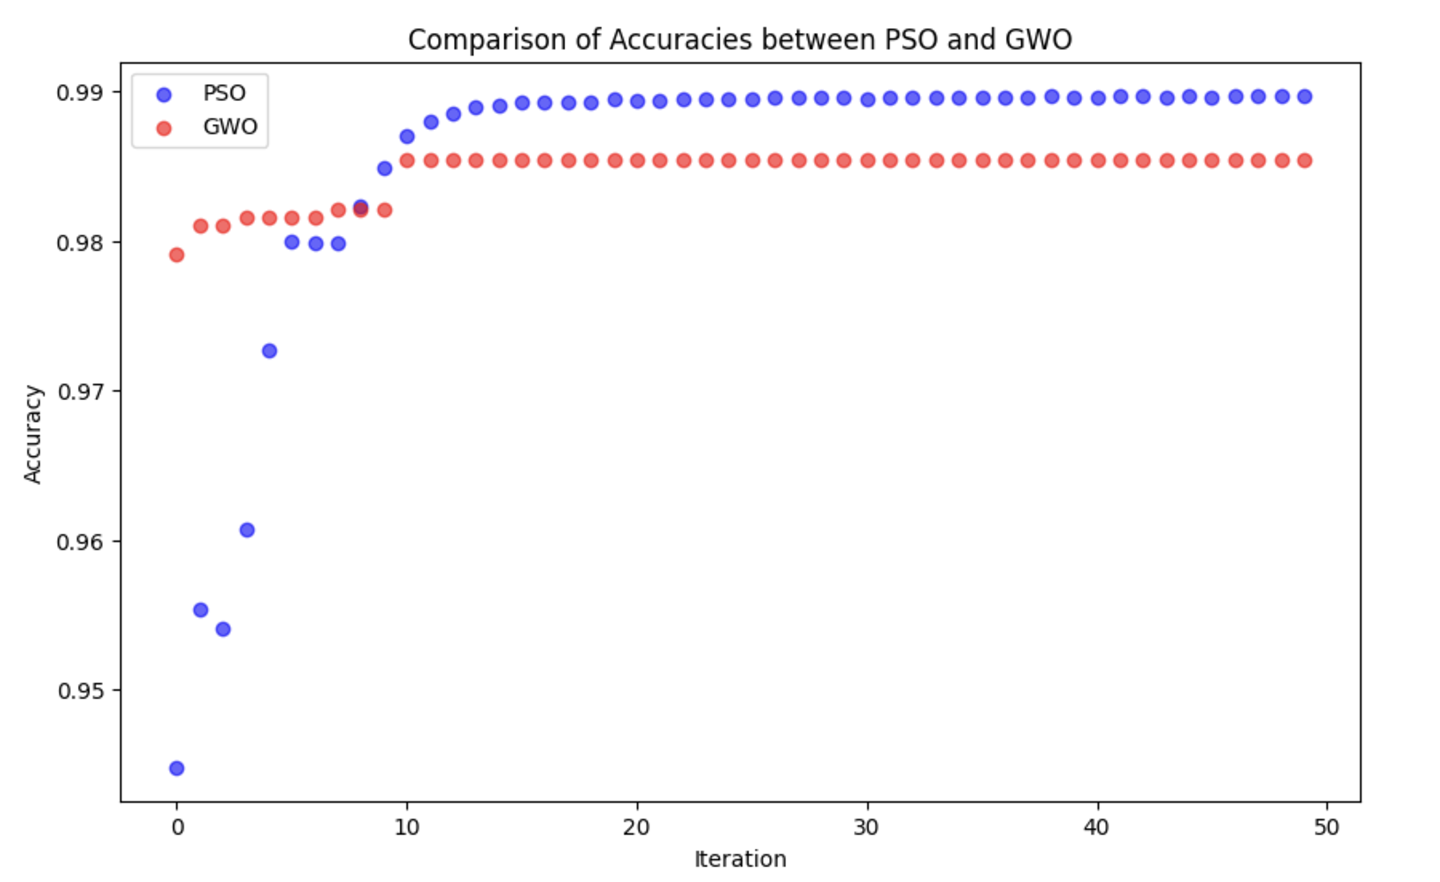 Comparison of Accuracies between PSO and GWO
PSO
GWO
0.99
0.98
0.97
0.96
0.95
Accuracy
0 10 20 30 40 50
Iteration